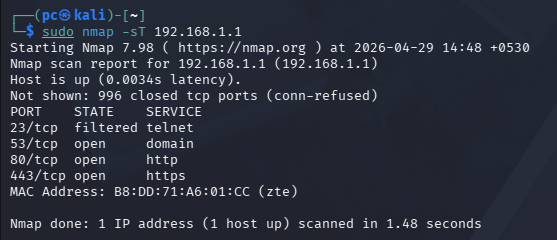 ┌──(pc㉿kali)-[~]
└─$ sudo nmap -sT 192.168.1.1
Starting Nmap 7.98 ( https://nmap.org ) at 2026-04-29 14:48 +0530
Nmap scan report for 192.168.1.1 (192.168.1.1)
Host is up (0.0034s latency).
Not shown: 996 closed tcp ports (conn-refused)
PORT    STATE    SERVICE
23/tcp  filtered telnet
53/tcp  open     domain
80/tcp  open     http
443/tcp open     https
MAC Address: B8:DD:71:A6:01:CC (zte)

Nmap done: 1 IP address (1 host up) scanned in 1.48 seconds